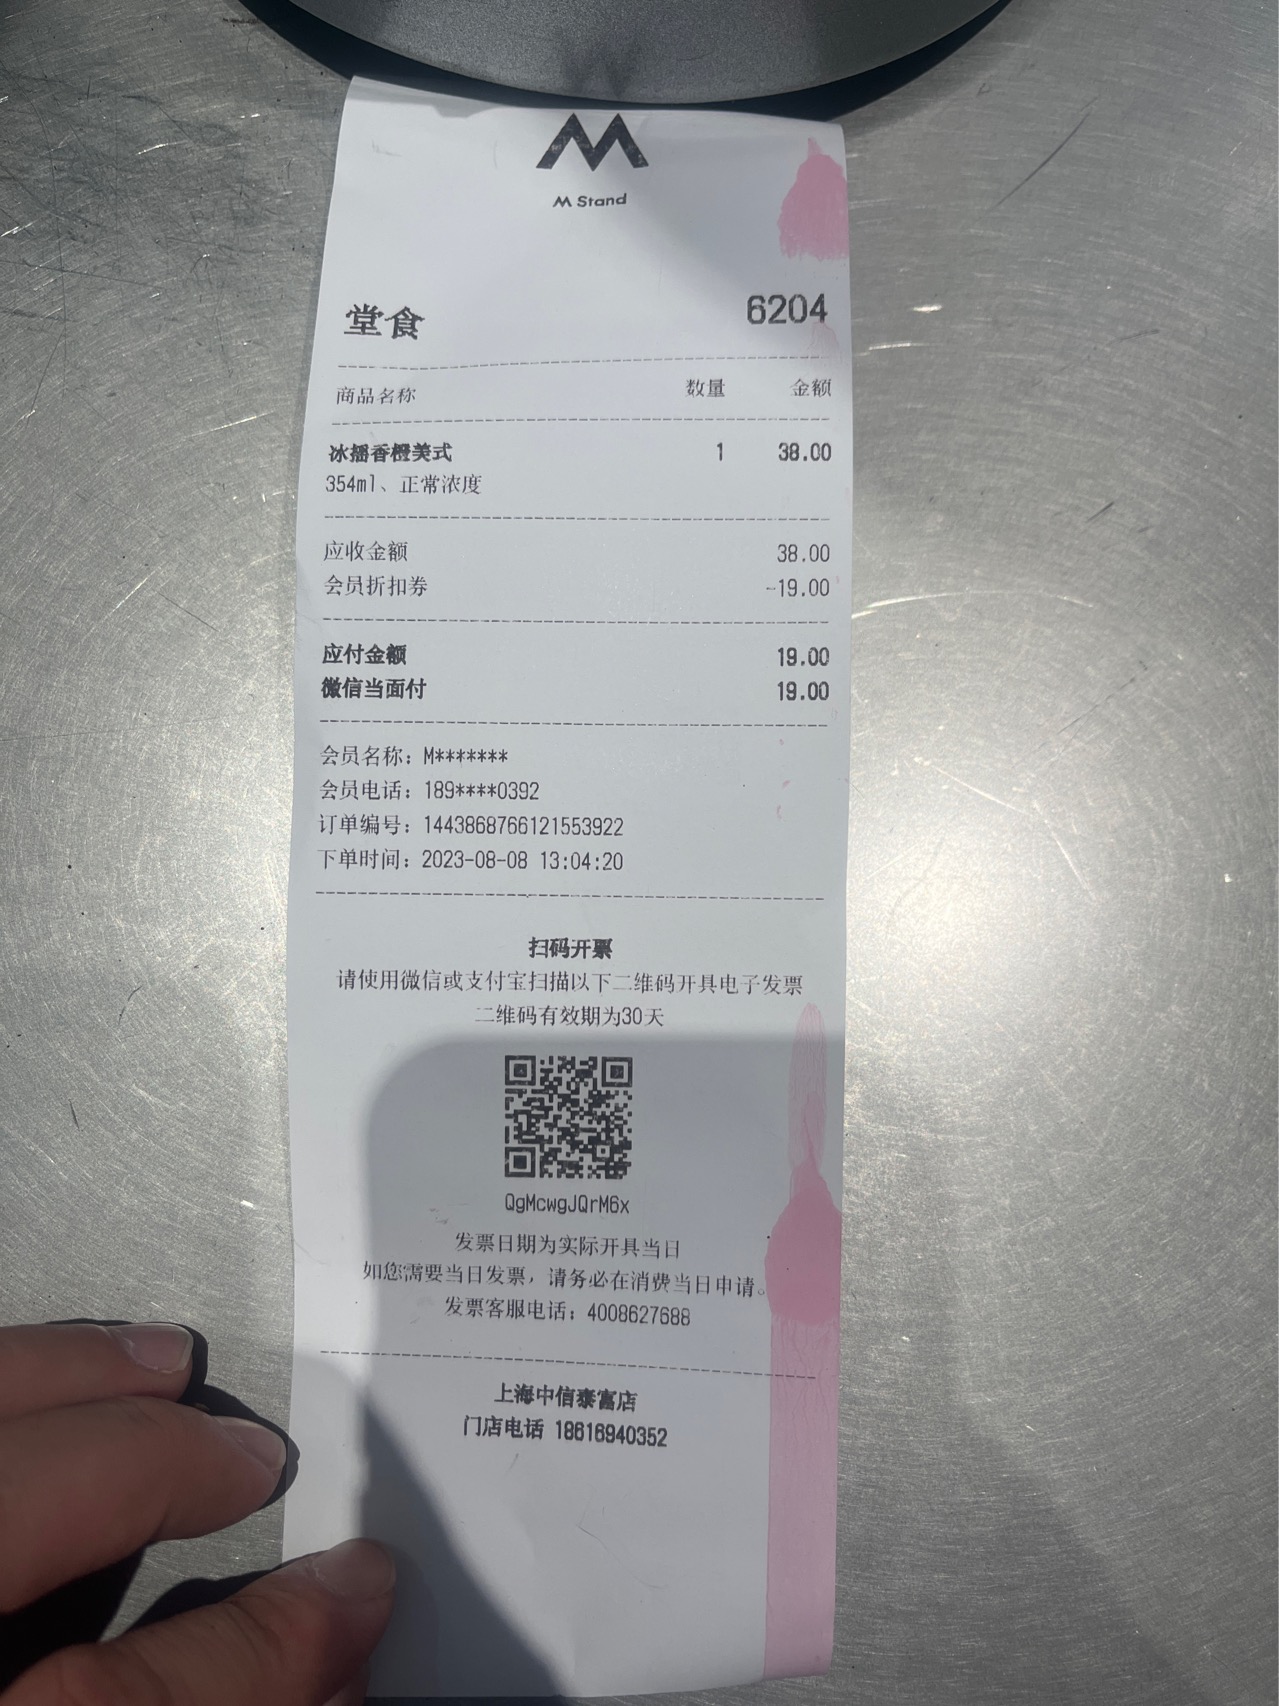 M Stand
堂食 6204
商品名称 数量 金额
冰摇香橙美式 1 38.00
354ml、正常浓度
应收金额 38.00
会员折扣券 -19.00
应付金额 19.00
微信当面付 19.00
会员名称：M*******
会员电话：189****0392
订单编号：1443868766121553922
下单时间：2023-08-08 13:04:20
扫码开票
请使用微信或支付宝扫描以下二维码开具电子发票
二维码有效期为30天
QgMcwgJQrM6x
发票日期为实际开具当日
如您需要当日发票，请务必在消费当日申请。
发票客服电话：4008627688
上海中信泰富店
门店电话 18616940352